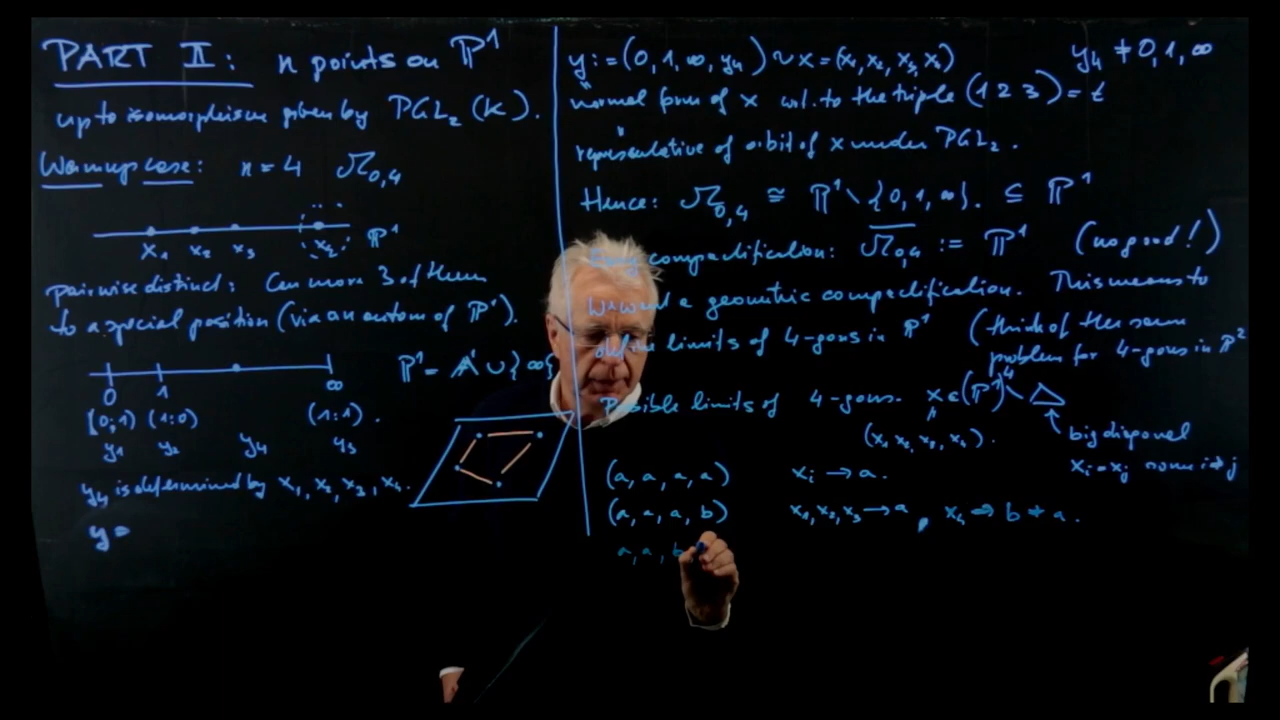 PART II: n points on ℙ¹
up to isomorphism given by PGL₂(K).
Warmup case: n = 4 𝓜₀,₄
x₁ x₂ x₃ x₂ ℙ¹
pairwise distinct: Can move 3 of them
to a special position (via an autom of ℙ¹).
0 1 ∞ ℙ¹ = 𝔸¹ ∪ {∞}
(0:1) (1:0) (1:1).
y₁ y₂ y₄ y₃
y₄ is determined by x₁, x₂, x₃, x₄.
y =
y := (0, 1, ∞, y₄) ~ x = (x₁, x₂, x₃, x₄) y₄ ≠ 0, 1, ∞
normal form of x w.r. to the triple (1 2 3) = t
representative of orbit of x under PGL₂.
Hence: 𝓜₀,₄ ≅ ℙ¹ \ {0, 1, ∞}. ⊆ ℙ¹
compactification: 𝓜̅₀,₄ := ℙ¹ (no good!)
We want a geometric compactification. This means to
define limits of 4-gons in ℙ¹ (think of the same
problem for 4-gons in ℙ²
Possible limits of 4-gons. x ∈ (ℙ¹)⁴ \ △
(x₁, x₂, x₃, x₄). big diagonal
(a, a, a, a) xᵢ → a. xᵢ = xⱼ some i ≠ j
(a, a, a, b) x₁, x₂, x₃ → a, x₄ → b ≠ a.
a, a, b